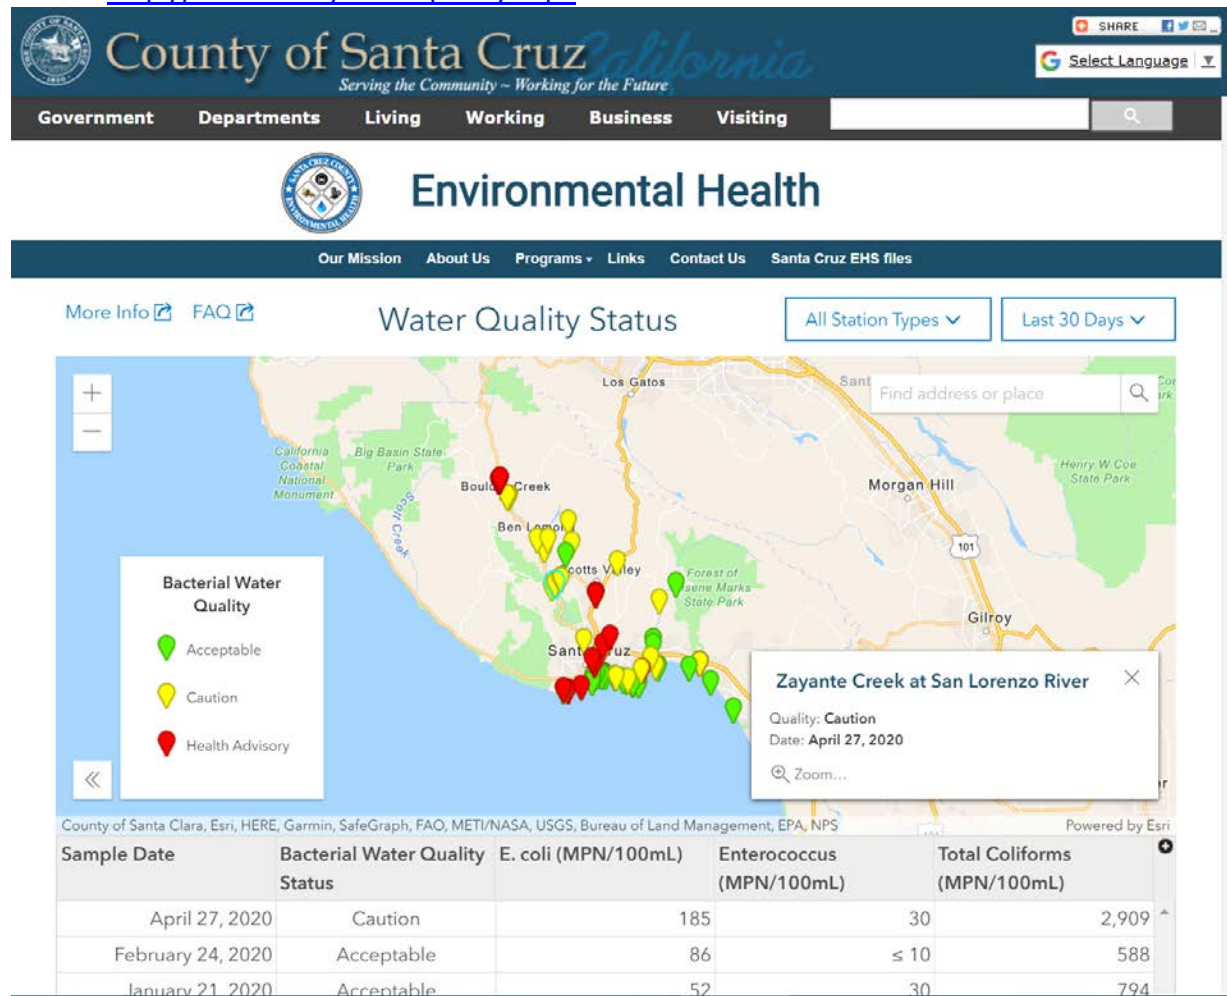 County of Santa Cruz
California
Serving the Community ~ Working for the Future
SHARE
Select Language
Government Departments Living Working Business Visiting
Environmental Health
Our Mission About Us Programs Links Contact Us Santa Cruz EHS files
More Info FAQ Water Quality Status All Station Types Last 30 Days
Los Gatos
Find address or place
California
Coastal
National
Monument
Big Basin State
Park
Scott Creek
Henry W Coe
State Park
Morgan Hill
Ben Lomond
101
Forest of
State Park
Gilroy
Bacterial Water
Quality
Acceptable
Caution
Health Advisory
Zayante Creek at San Lorenzo River
Quality: Caution
Date: April 27, 2020
Zoom...
County of Santa Clara, Esri, HERE, Garmin, SafeGraph, FAO, METI/NASA, USGS, Bureau of Land Management, EPA, NPS
Powered by Esri
Sample Date Bacterial Water Quality Status E. coli (MPN/100mL) Enterococcus (MPN/100mL) Total Coliforms (MPN/100mL)
April 27, 2020 Caution 185 30 2,909
February 24, 2020 Acceptable 86 ≤ 10 588
January 21, 2020 Acceptable 52 30 794